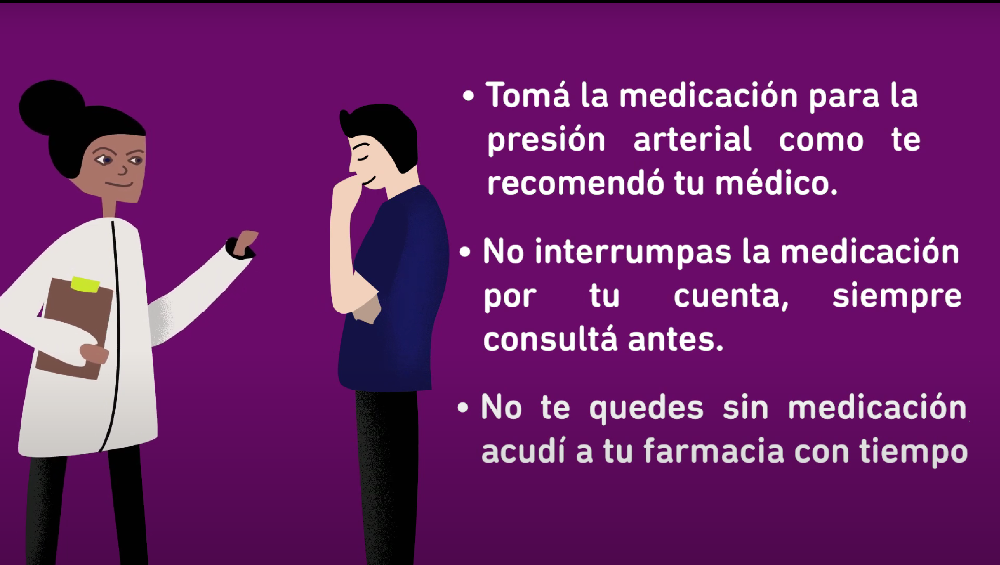 • Tomá la medicación para la
presión arterial como te
recomendó tu médico.
• No interrumpas la medicación
por tu cuenta, siempre
consultá antes.
• No te quedes sin medicación
acudí a tu farmacia con tiempo